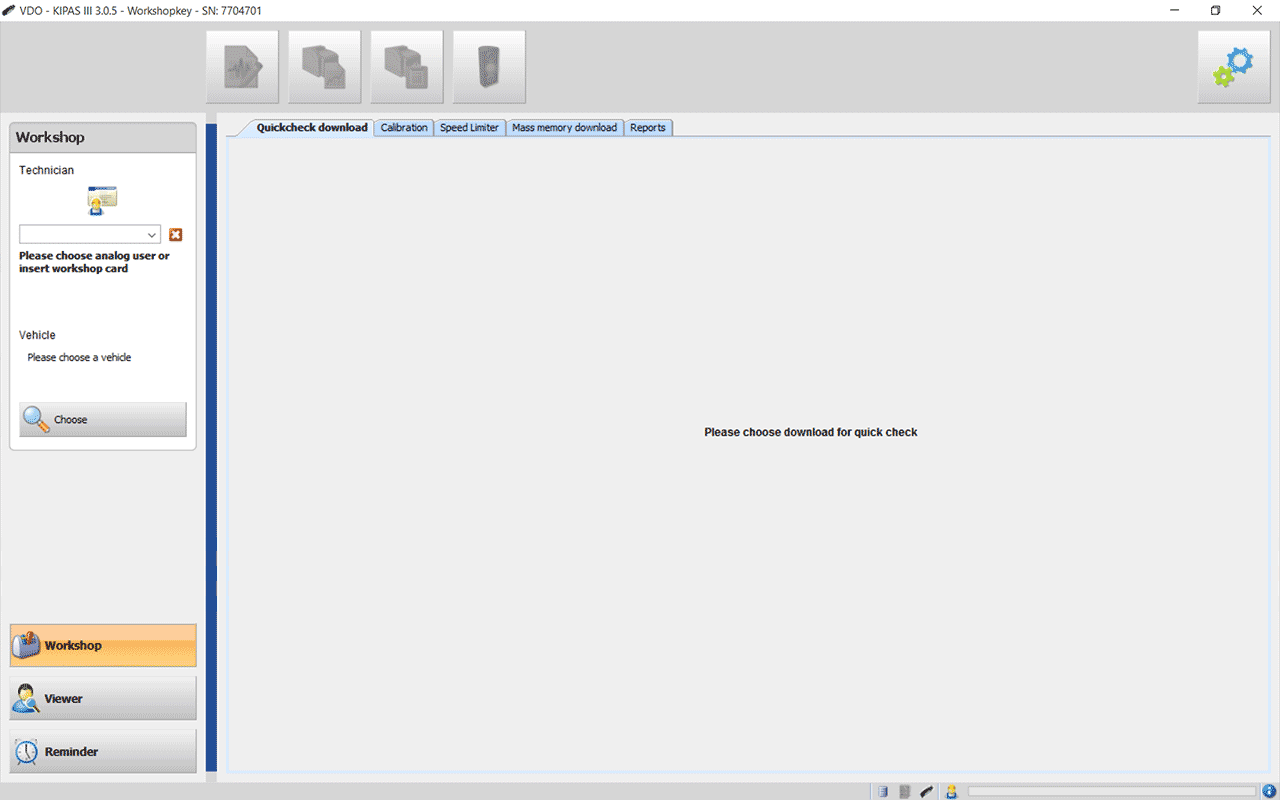 VDO - KIPAS III 3.0.5 - Workshopkey - SN: 7704701
Workshop
Technician
Please choose analog user or
insert workshop card
Vehicle
Please choose a vehicle
Choose
Workshop
Viewer
Reminder
Quickcheck download
Calibration
Speed Limiter
Mass memory download
Reports
Please choose download for quick check